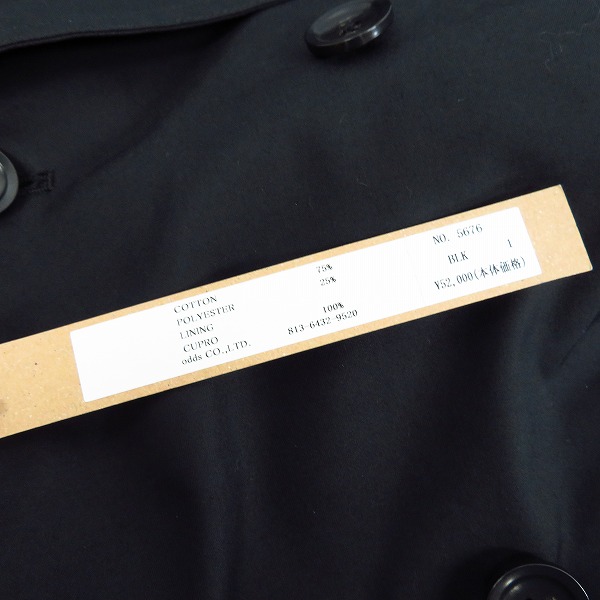 NO. 5676
COTTON 75% BLK 1
POLYESTER 25% ¥52,000(本体価格)
LINING
CUPRO 100%
odds CO.,LTD. 813-6432-9520